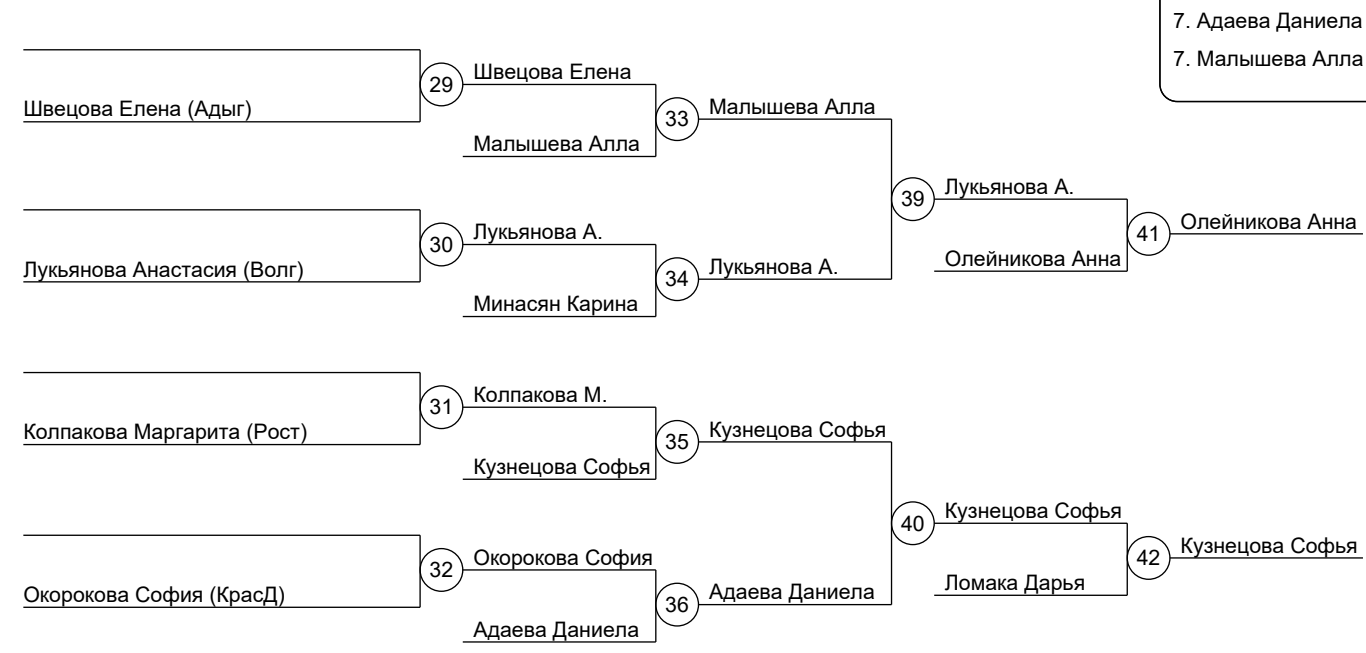 7. Адаева Даниела
7. Малышева Алла
Швецова Елена (Адыг)
29
Швецова Елена
Малышева Алла
33
Малышева Алла
Лукьянова Анастасия (Волг)
30
Лукьянова А.
Минасян Карина
34
Лукьянова А.
39
Лукьянова А.
Олейникова Анна
41
Олейникова Анна
Колпакова Маргарита (Рост)
31
Колпакова М.
Кузнецова Софья
35
Кузнецова Софья
Окорокова София (КрасД)
32
Окорокова София
Адаева Даниела
36
Адаева Даниела
40
Кузнецова Софья
Ломака Дарья
42
Кузнецова Софья